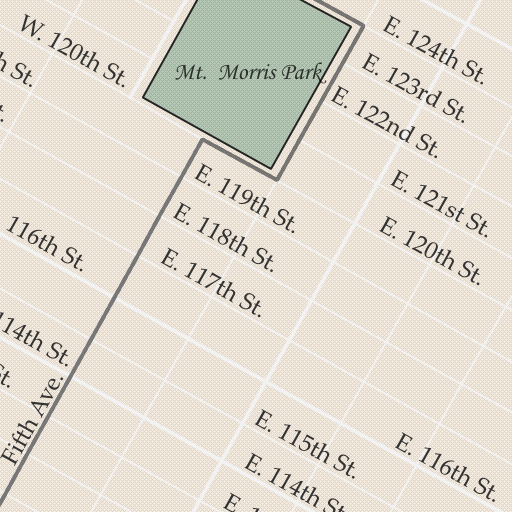 W. 120th St.
h St.
Mt. Morris Park
E. 124th St.
E. 123rd St.
E. 122nd St.
E. 121st St.
E. 120th St.
E. 119th St.
E. 118th St.
E. 117th St.
116th St.
114th St.
St.
Fifth Ave.
E. 115th St.
E. 116th St.
E. 114th St.
E.